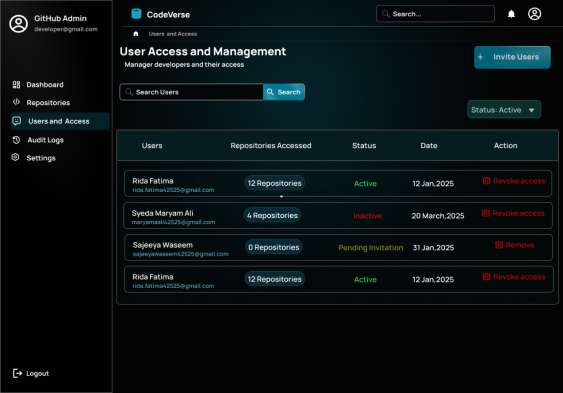 GitHub Admin
developer@gmail.com
CodeVerse
Search...
Users and Access
User Access and Management
Manager developers and their access
Invite Users
Dashboard
Repositories
Users and Access
Audit Logs
Settings
Logout
Search Users
Search
Status: Active
Users Repositories Accessed Status Date Action
Rida Fatima
rida.fatima42525@gmail.com
12 Repositories Active 12 Jan,2025 Revoke access
Syeda Maryam Ali
maryamaali42525@gmail.com
4 Repositories Inactive 20 March,2025 Revoke access
Sajeeya Waseem
sajeeyawaseem42525@gmail.com
0 Repositories Pending Invitation 31 Jan,2025 Remove
Rida Fatima
rida.fatima42525@gmail.com
12 Repositories Active 12 Jan,2025 Revoke access